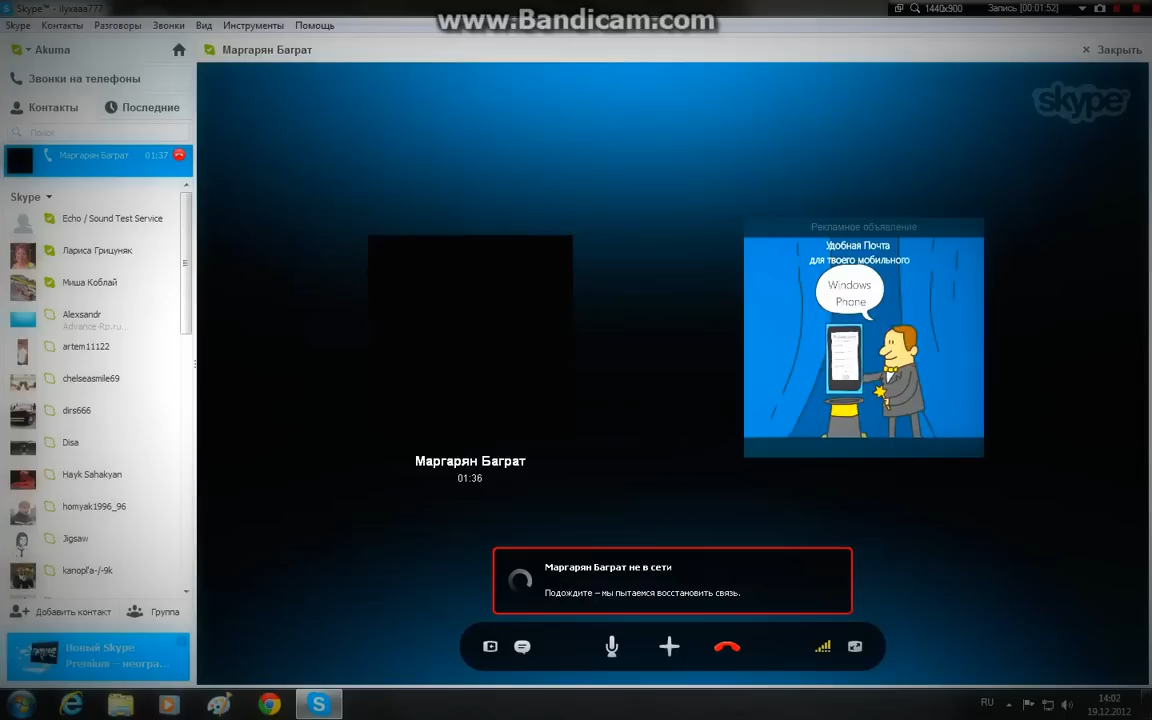 Skype™ - ilyxaaa777
www.Bandicam.com
1440x900
Запись [00:01:52]
Skype Контакты Разговоры Звонки Вид Инструменты Помощь
Akuma
Маргарян Баграт
× Закрыть
Звонки на телефоны
Контакты
Последние
Поиск
Маргарян Баграт 01:37
Skype
Echo / Sound Test Service
Лариса Грицуняк
Миша Коблай
Alexsandr
Advance-Rp.ru...
artem11122
chelseasmile69
dirs666
Disa
Hayk Sahakyan
homyak1996_96
Jigsaw
kanopl'a-/-9k
Добавить контакт
Группа
Новый Skype
Premium – неогра...
skype
Рекламное объявление
Удобная Почта
для твоего мобильного
Windows
Phone
Маргарян Баграт
01:36
Маргарян Баграт не в сети
Подождите – мы пытаемся восстановить связь.
RU
14:02
19.12.2012